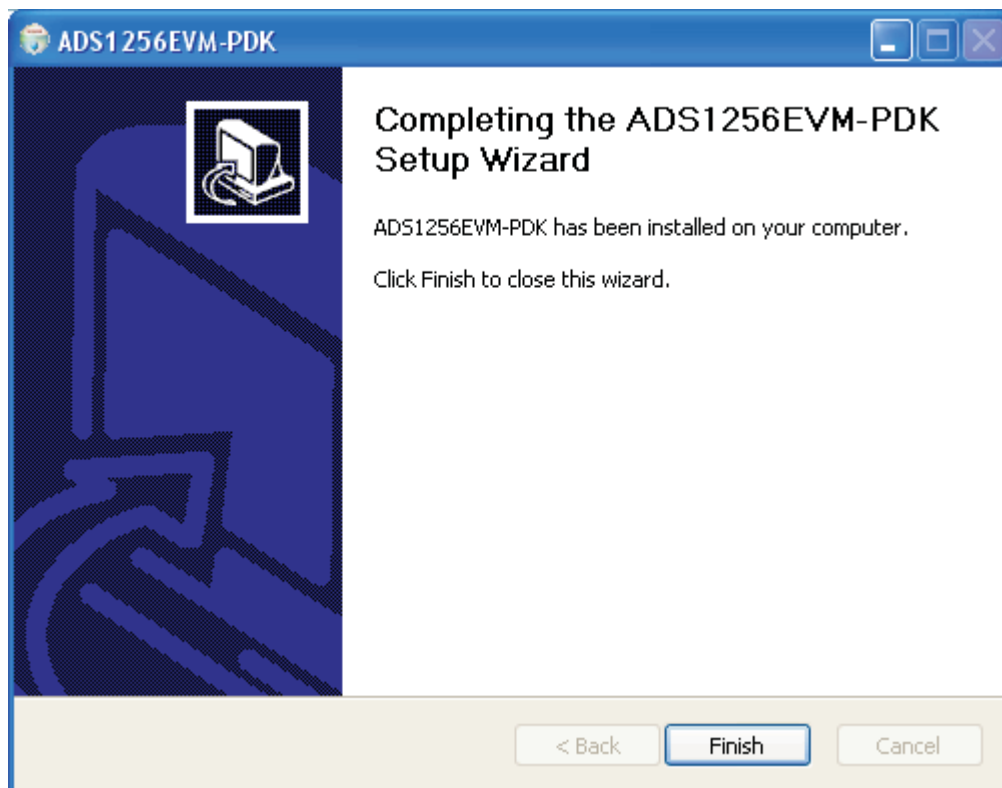 ADS1256EVM-PDK
Completing the ADS1256EVM-PDK
Setup Wizard
ADS1256EVM-PDK has been installed on your computer.
Click Finish to close this wizard.
< Back
Finish
Cancel